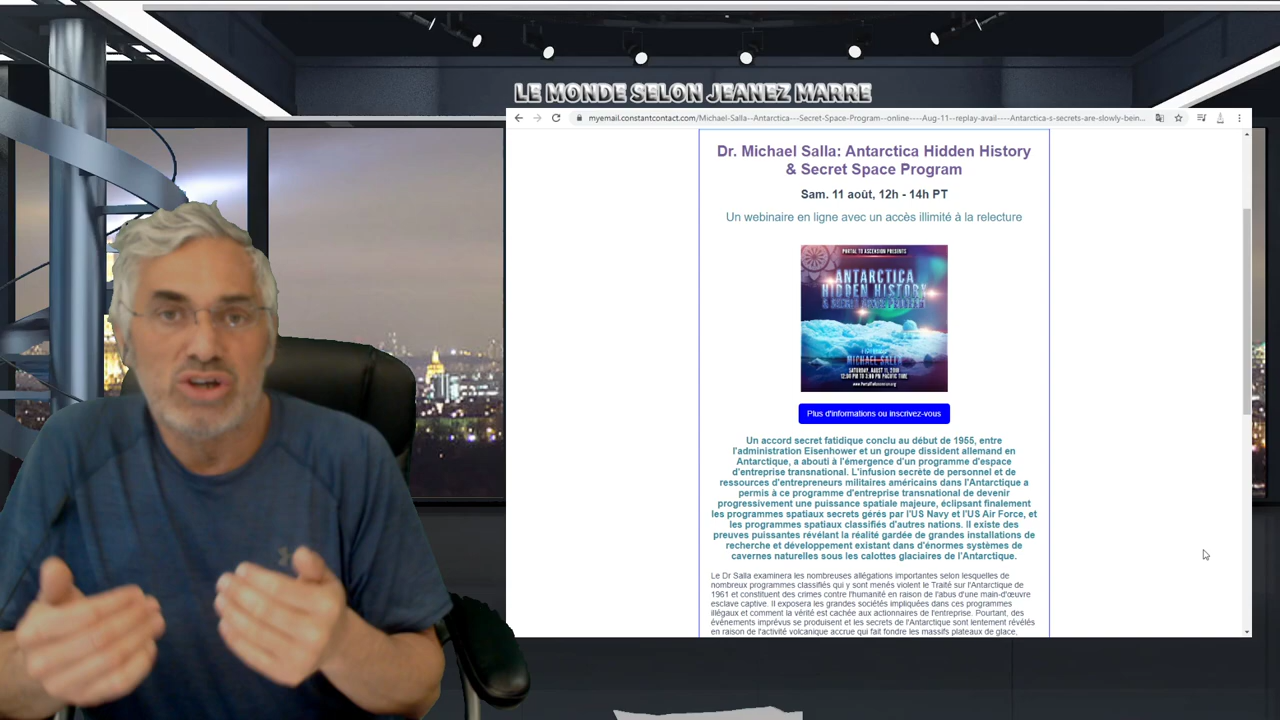 LE MONDE SELON JEANEZ MARRE
myemail.constantcontact.com/Michael-Salla--Antarctica---Secret-Space-Program--online----Aug-11--replay-avail----Antarctica-s-secrets-are-slowly-bein...
Dr. Michael Salla: Antarctica Hidden History
& Secret Space Program
Sam. 11 août, 12h - 14h PT
Un webinaire en ligne avec un accès illimité à la relecture
PORTAL TO ASCENSION PRESENTS
ANTARCTICA
HIDDEN HISTORY
& SECRET SPACE PROGRAM
MICHAEL SALLA
SATURDAY, AUGUST 11, 2018
Plus d'informations ou inscrivez-vous
Un accord secret fatidique conclu au début de 1955, entre
l'administration Eisenhower et un groupe dissident allemand en
Antarctique, a abouti à l'émergence d'un programme d'espace
d'entreprise transnational. L'infusion secrète de personnel et de
ressources d'entrepreneurs militaires américains dans l'Antarctique a
permis à ce programme d'entreprise transnational de devenir
progressivement une puissance spatiale majeure, éclipsant finalement
les programmes spatiaux secrets gérés par l'US Navy et l'US Air Force, et
les programmes spatiaux classifiés d'autres nations. Il existe des
preuves puissantes révélant la réalité gardée de grandes installations de
recherche et développement existant dans d'énormes systèmes de
cavernes naturelles sous les calottes glaciaires de l'Antarctique.
Le Dr Salla examinera les nombreuses allégations importantes selon lesquelles de
nombreux programmes classifiés qui y sont menés violent le Traité sur l'Antarctique de
1961 et constituent des crimes contre l'humanité en raison de l'abus d'une main-d'œuvre
esclave captive. Il exposera les grandes sociétés impliquées dans ces programmes
illégaux et comment la vérité est cachée aux actionnaires de l'entreprise. Pourtant, des
événements imprévus se produisent et les secrets de l'Antarctique sont lentement révélés
en raison de l'activité volcanique accrue qui fait fondre les massifs plateaux de glace,